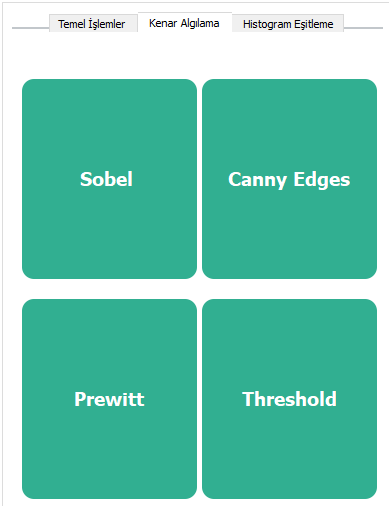 Temel İşlemler
Kenar Algılama
Histogram Eşitleme
Sobel
Canny Edges
Prewitt
Threshold